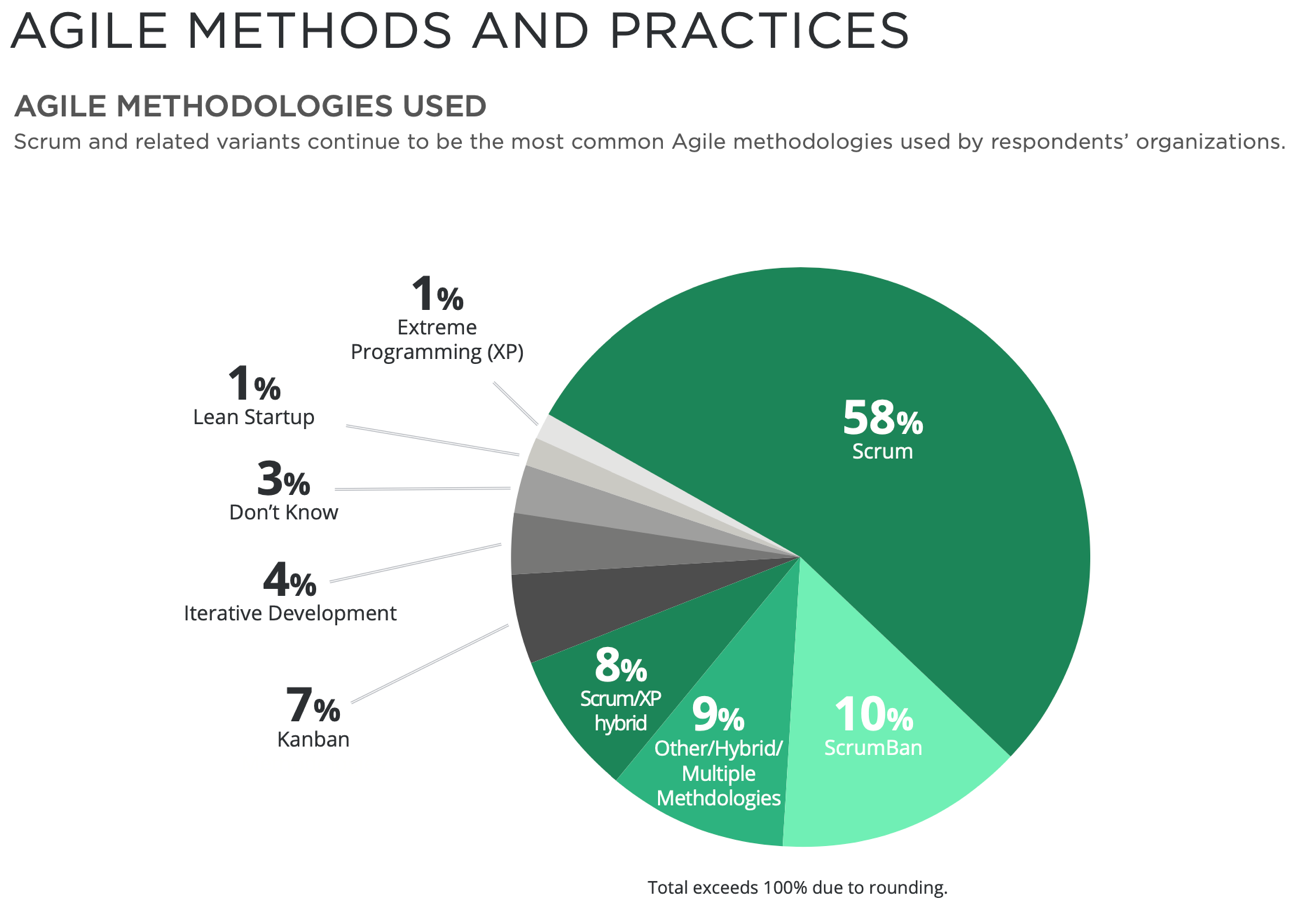 AGILE METHODS AND PRACTICES
AGILE METHODOLOGIES USED
Scrum and related variants continue to be the most common Agile methodologies used by respondents’ organizations.
1%
Extreme
Programming (XP)
1%
Lean Startup
3%
Don’t Know
4%
Iterative Development
7%
Kanban
58%
Scrum
8%
Scrum/XP
hybrid
9%
Other/Hybrid/
Multiple
Methdologies
10%
ScrumBan
Total exceeds 100% due to rounding.